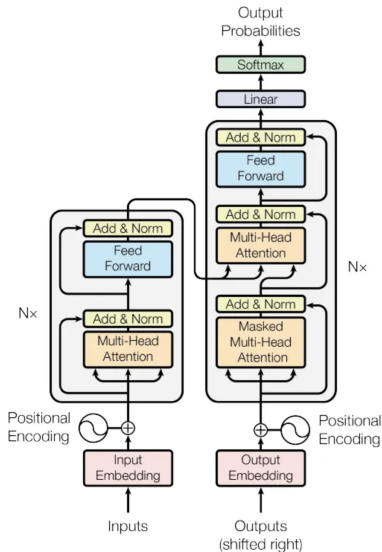 Output
Probabilities
Softmax
Linear
Add & Norm
Feed
Forward
Add & Norm
Multi-Head
Attention
Add & Norm
Masked
Multi-Head
Attention
Nx
Add & Norm
Feed
Forward
Add & Norm
Multi-Head
Attention
Nx
Positional
Encoding
Positional
Encoding
Input
Embedding
Output
Embedding
Inputs
Outputs
(shifted right)